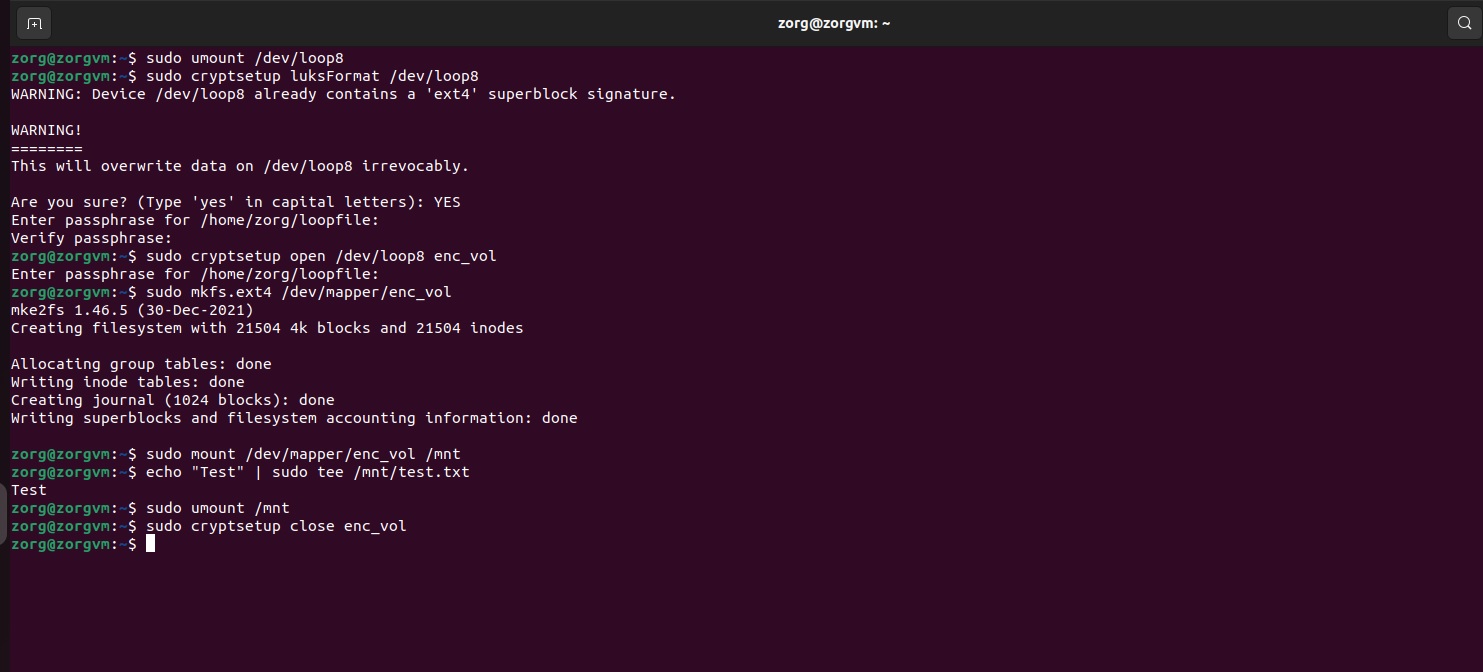 zorg@zorgvm: ~
zorg@zorgvm:~$ sudo umount /dev/loop8
zorg@zorgvm:~$ sudo cryptsetup luksFormat /dev/loop8
WARNING: Device /dev/loop8 already contains a 'ext4' superblock signature.
WARNING!
========
This will overwrite data on /dev/loop8 irrevocably.
Are you sure? (Type 'yes' in capital letters): YES
Enter passphrase for /home/zorg/loopfile:
Verify passphrase:
zorg@zorgvm:~$ sudo cryptsetup open /dev/loop8 enc_vol
Enter passphrase for /home/zorg/loopfile:
zorg@zorgvm:~$ sudo mkfs.ext4 /dev/mapper/enc_vol
mke2fs 1.46.5 (30-Dec-2021)
Creating filesystem with 21504 4k blocks and 21504 inodes
Allocating group tables: done
Writing inode tables: done
Creating journal (1024 blocks): done
Writing superblocks and filesystem accounting information: done
zorg@zorgvm:~$ sudo mount /dev/mapper/enc_vol /mnt
zorg@zorgvm:~$ echo "Test" | sudo tee /mnt/test.txt
Test
zorg@zorgvm:~$ sudo umount /mnt
zorg@zorgvm:~$ sudo cryptsetup close enc_vol
zorg@zorgvm:~$